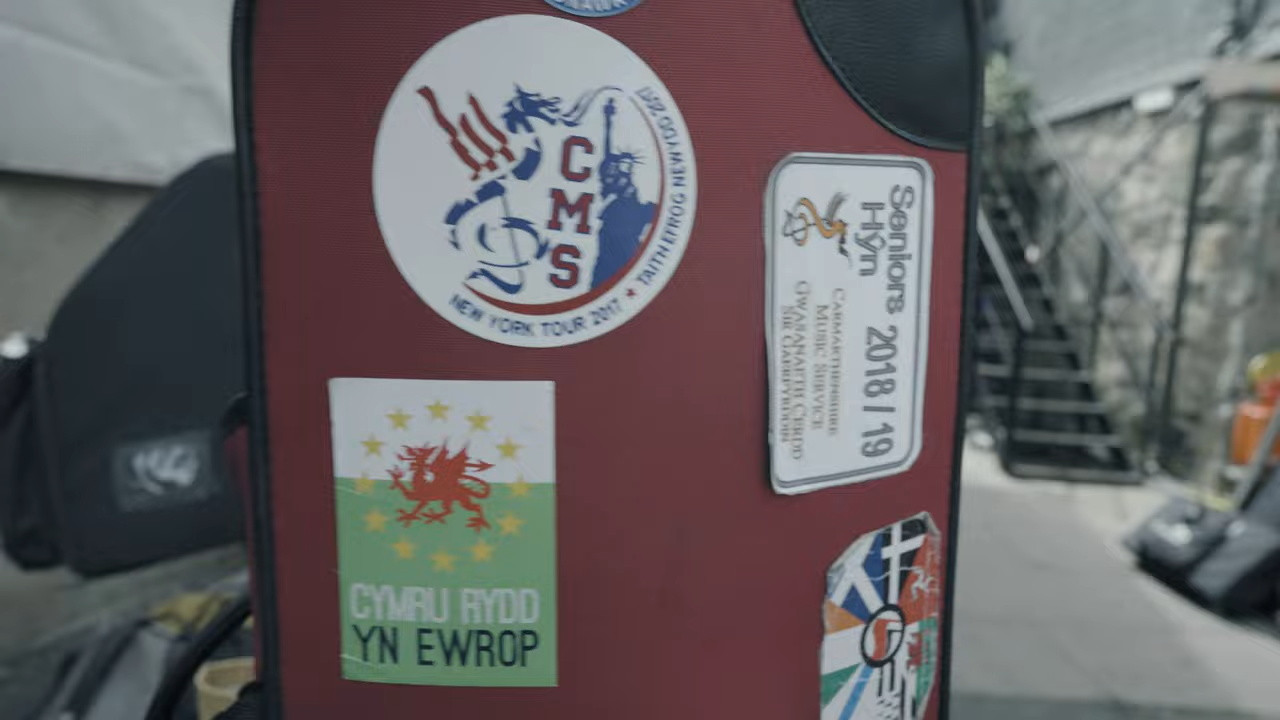 C
M
S
NEW YORK TOUR 2017 ★ TAITH EFROG NEWYDD 2017
Seniors 2018/19
Hŷn
CARMARTHENSHIRE
MUSIC SERVICE
GWASANAETH CERDD
SIR GAERFYRDDIN
CYMRU RYDD
YN EWROP